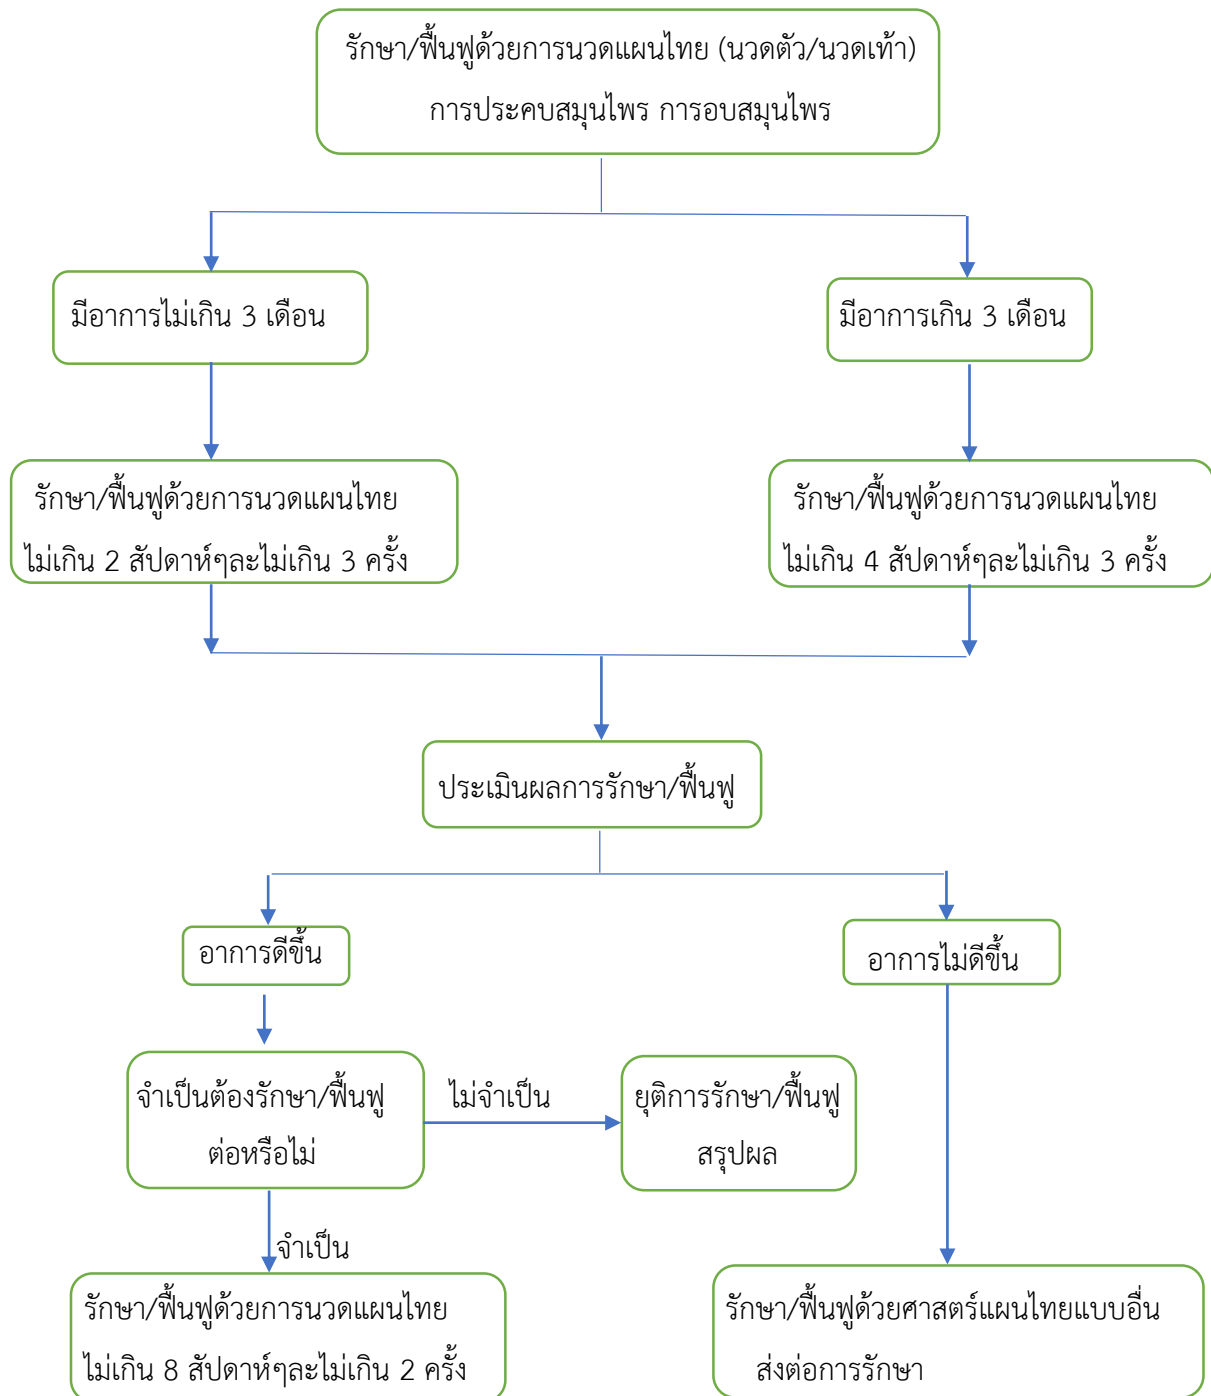 รักษา/ฟื้นฟูด้วยการนวดแผนไทย (นวดตัว/นวดเท้า)
การประคบสมุนไพร การอบสมุนไพร
มีอาการไม่เกิน 3 เดือน
มีอาการเกิน 3 เดือน
รักษา/ฟื้นฟูด้วยการนวดแผนไทย
ไม่เกิน 2 สัปดาห์ๆละไม่เกิน 3 ครั้ง
รักษา/ฟื้นฟูด้วยการนวดแผนไทย
ไม่เกิน 4 สัปดาห์ๆละไม่เกิน 3 ครั้ง
ประเมินผลการรักษา/ฟื้นฟู
อาการดีขึ้น
อาการไม่ดีขึ้น
จำเป็นต้องรักษา/ฟื้นฟู
ต่อหรือไม่
ไม่จำเป็น
ยุติการรักษา/ฟื้นฟู
สรุปผล
จำเป็น
รักษา/ฟื้นฟูด้วยการนวดแผนไทย
ไม่เกิน 8 สัปดาห์ๆละไม่เกิน 2 ครั้ง
รักษา/ฟื้นฟูด้วยศาสตร์แผนไทยแบบอื่น
ส่งต่อการรักษา